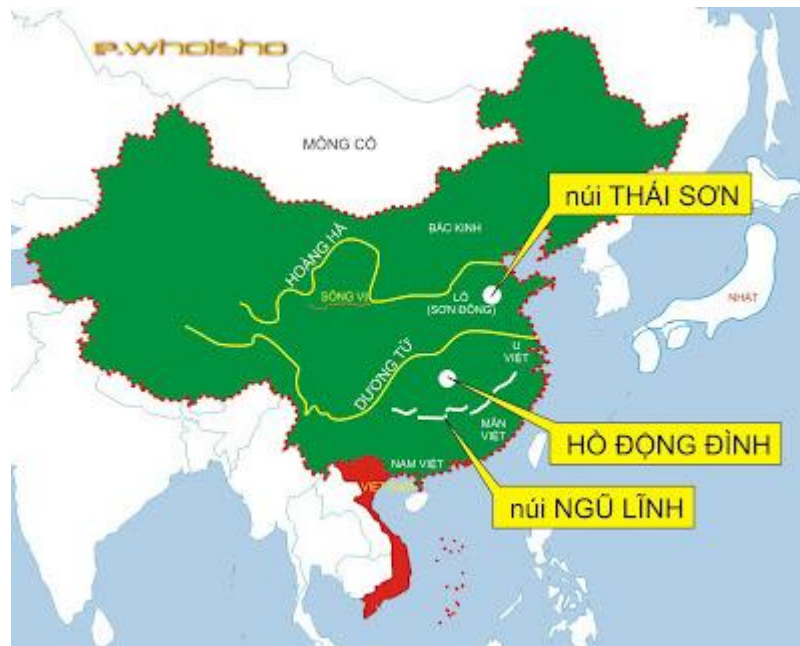 e.whoisho
MÔNG CỔ
núi THÁI SƠN
BẮC KINH
HOÀNG HÀ
SÔNG VỊ
LỖ
(SƠN ĐÔNG)
NHẬT
DƯƠNG TỬ
U
VIỆT
MÂN
VIỆT
HỒ ĐỘNG ĐÌNH
NAM VIỆT
núi NGŨ LĨNH